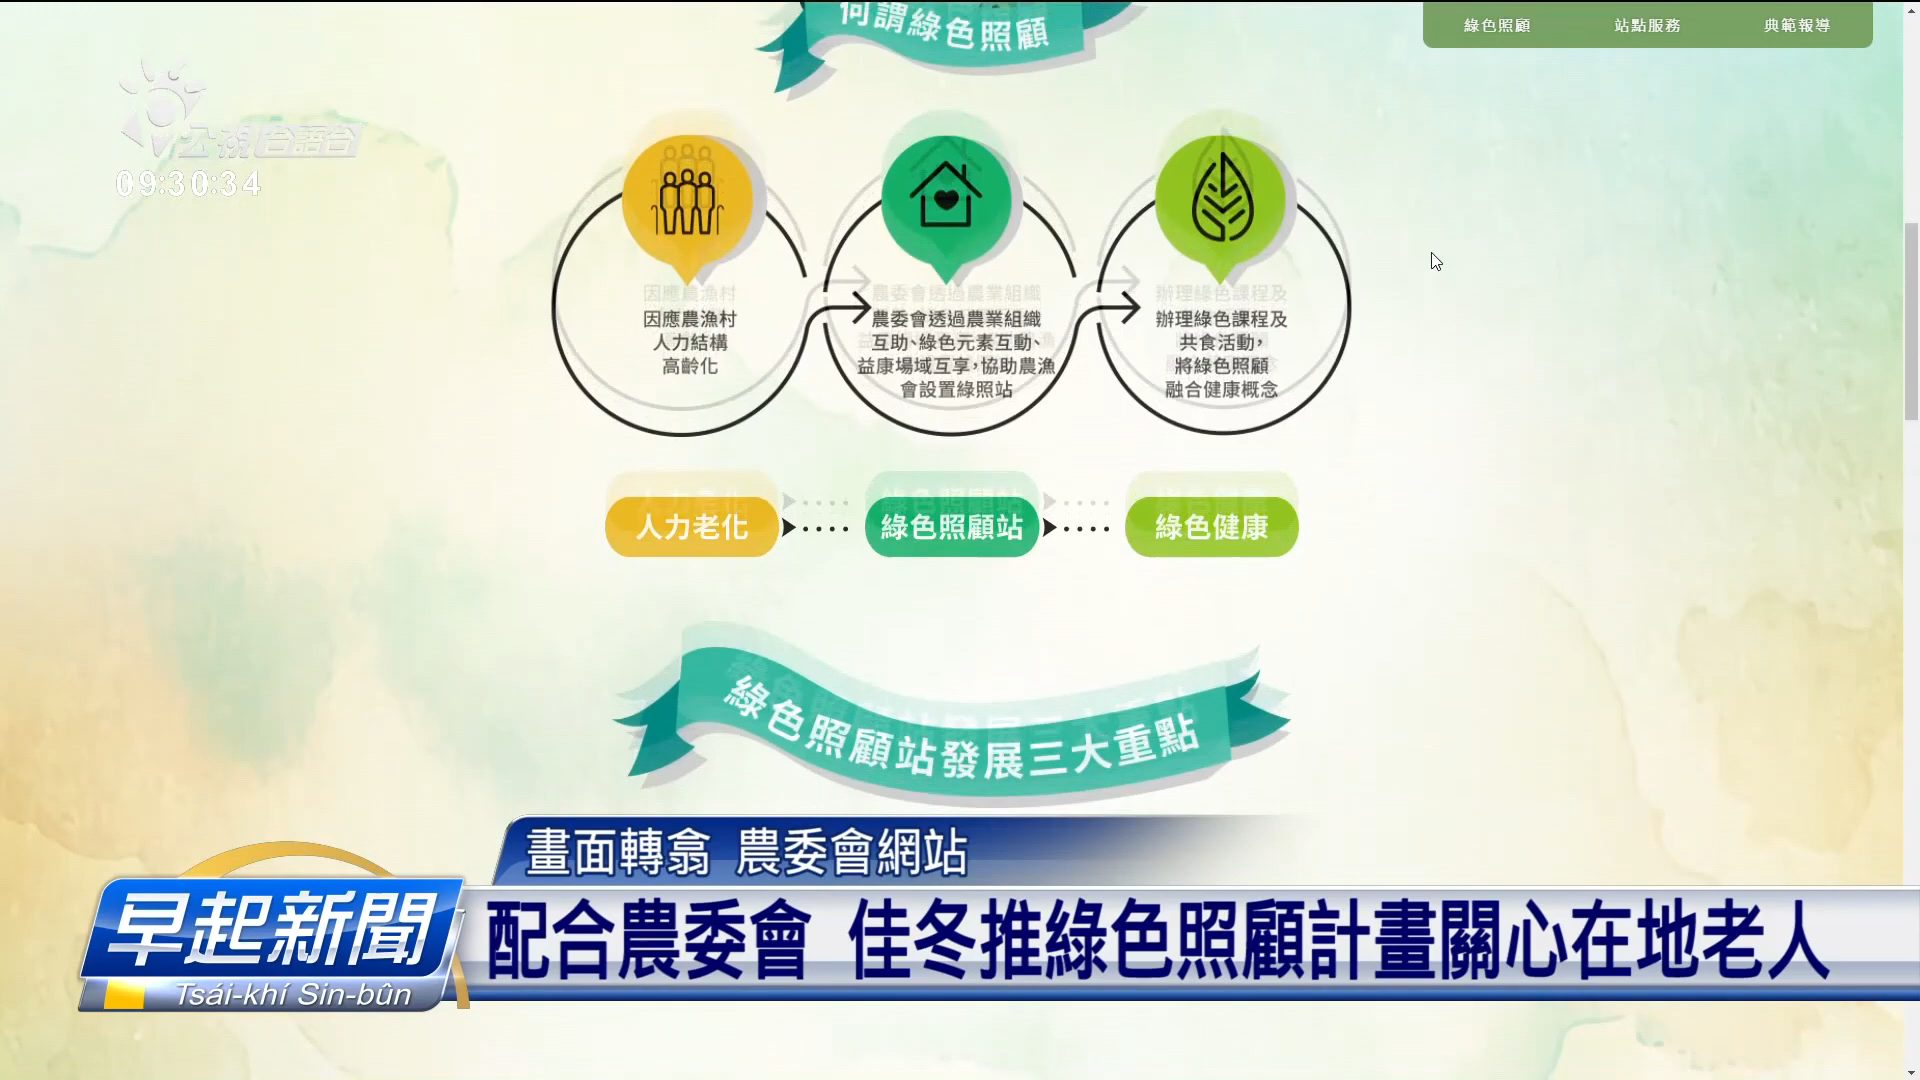 何謂綠色照顧
綠色照顧 站點服務 典範報導
公視台語台
09:30:34
因應農漁村
人力結構
高齡化
農委會透過農業組織
互助、綠色元素互動、
益康場域互享，協助農漁
會設置綠照站
辦理綠色課程及
共食活動，
將綠色照顧
融合健康概念
人力老化
綠色照顧站
綠色健康
綠色照顧站發展三大重點
畫面轉翕 農委會網站
早起新聞
Tsái-khí Sin-bûn
配合農委會 佳冬推綠色照顧計畫關心在地老人